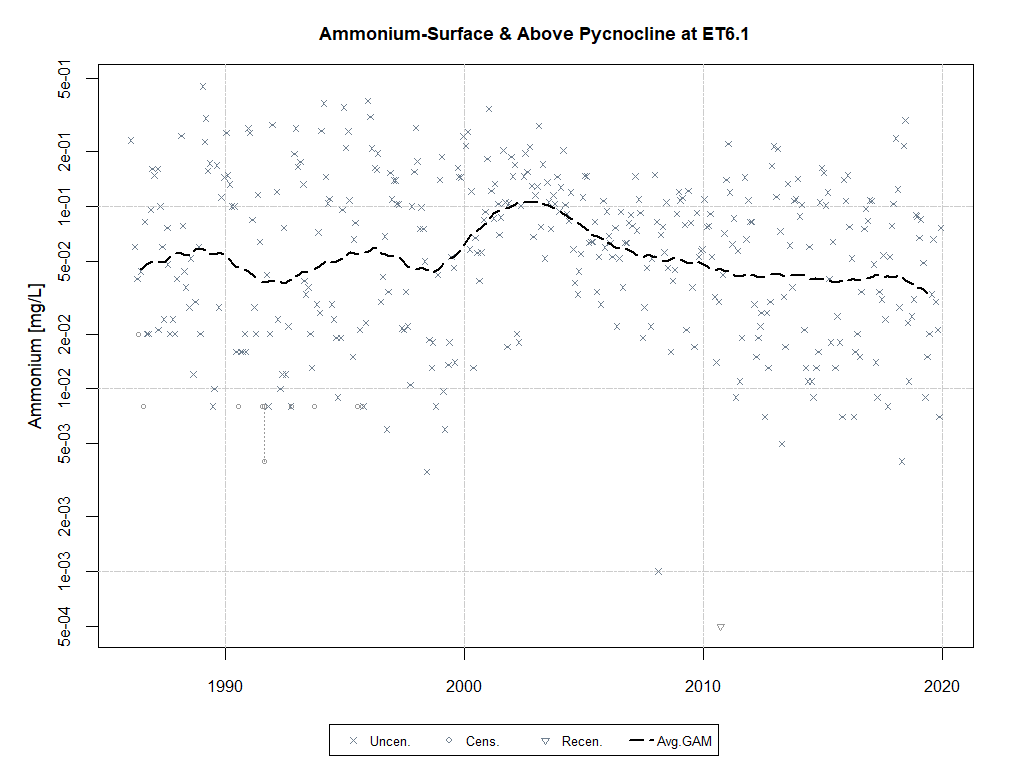 Ammonium-Surface & Above Pycnocline at ET6.1
Ammonium [mg/L]
5e-01
2e-01
1e-01
5e-02
2e-02
1e-02
5e-03
2e-03
1e-03
5e-04
1990 2000 2010 2020
Uncen. Cens. Recen. Avg.GAM